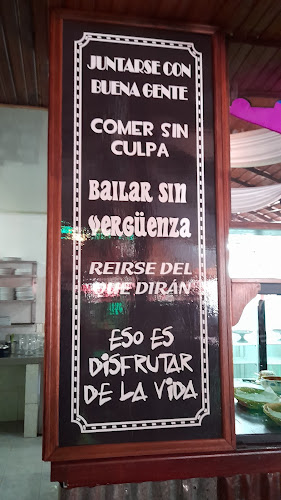 JUNTARSE CON
BUENA GENTE
COMER SIN
CULPA
BAILAR SIN
VERGÜENZA
REIRSE DEL
QUE DIRÁN
ESO ES
DISFRUTAR
DE LA VIDA